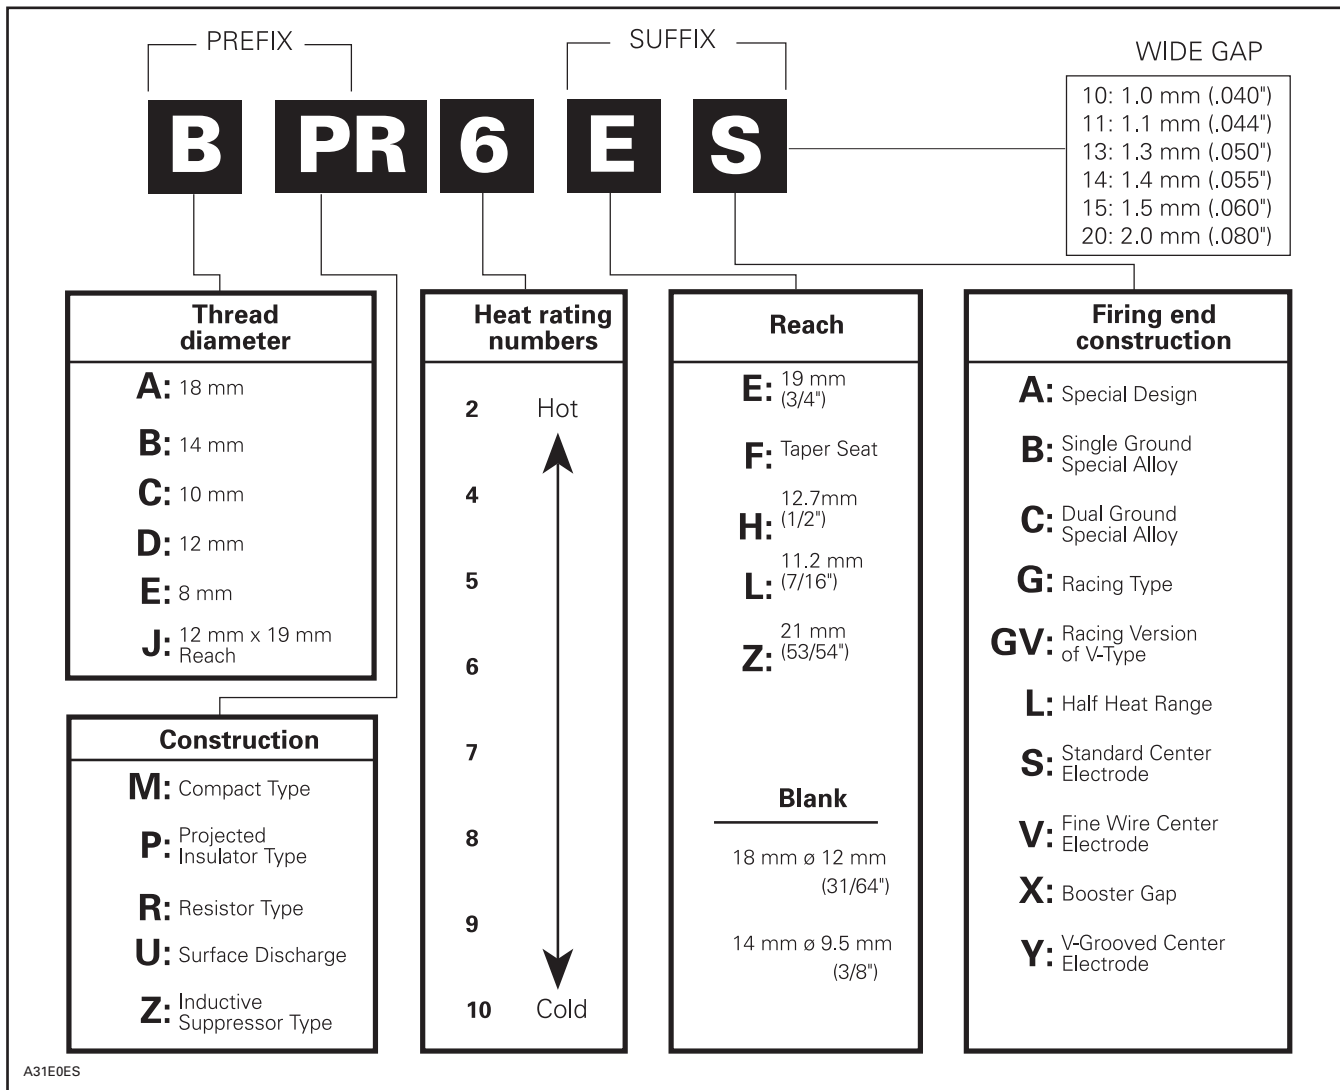 PREFIX
SUFFIX
WIDE GAP
B PR 6 E S
10: 1.0 mm (.040")
11: 1.1 mm (.044")
13: 1.3 mm (.050")
14: 1.4 mm (.055")
15: 1.5 mm (.060")
20: 2.0 mm (.080")
Thread
diameter
A: 18 mm
B: 14 mm
C: 10 mm
D: 12 mm
E: 8 mm
J: 12 mm x 19 mm
Reach
Construction
M: Compact Type
P: Projected
Insulator Type
R: Resistor Type
U: Surface Discharge
Z: Inductive
Suppressor Type
Heat rating
numbers
2 Hot
4
5
6
7
8
9
10 Cold
Reach
E: 19 mm
(3/4")
F: Taper Seat
H: 12.7mm
(1/2")
L: 11.2 mm
(7/16")
Z: 21 mm
(53/54")
Blank
18 mm ø 12 mm
(31/64")
14 mm ø 9.5 mm
(3/8")
Firing end
construction
A: Special Design
B: Single Ground
Special Alloy
C: Dual Ground
Special Alloy
G: Racing Type
GV: Racing Version
of V-Type
L: Half Heat Range
S: Standard Center
Electrode
V: Fine Wire Center
Electrode
X: Booster Gap
Y: V-Grooved Center
Electrode
A31E0ES